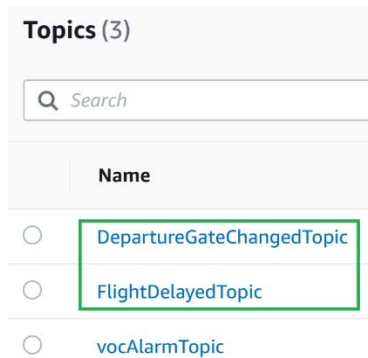 Topics (3)
Search
Name
DepartureGateChangedTopic
FlightDelayedTopic
vocAlarmTopic